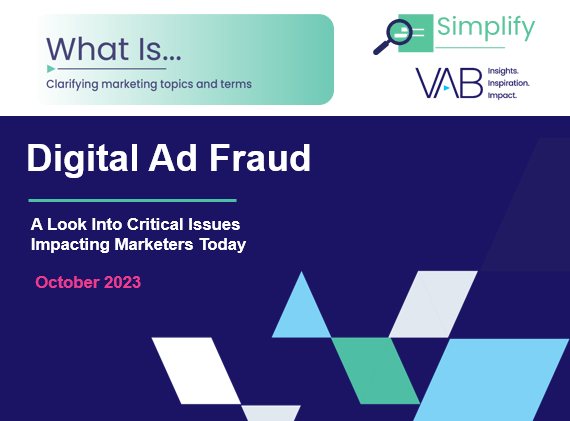 What Is...
Clarifying marketing topics and terms
Simplify
VAB
Insights.
Inspiration.
Impact.
Digital Ad Fraud
A Look Into Critical Issues
Impacting Marketers Today
October 2023